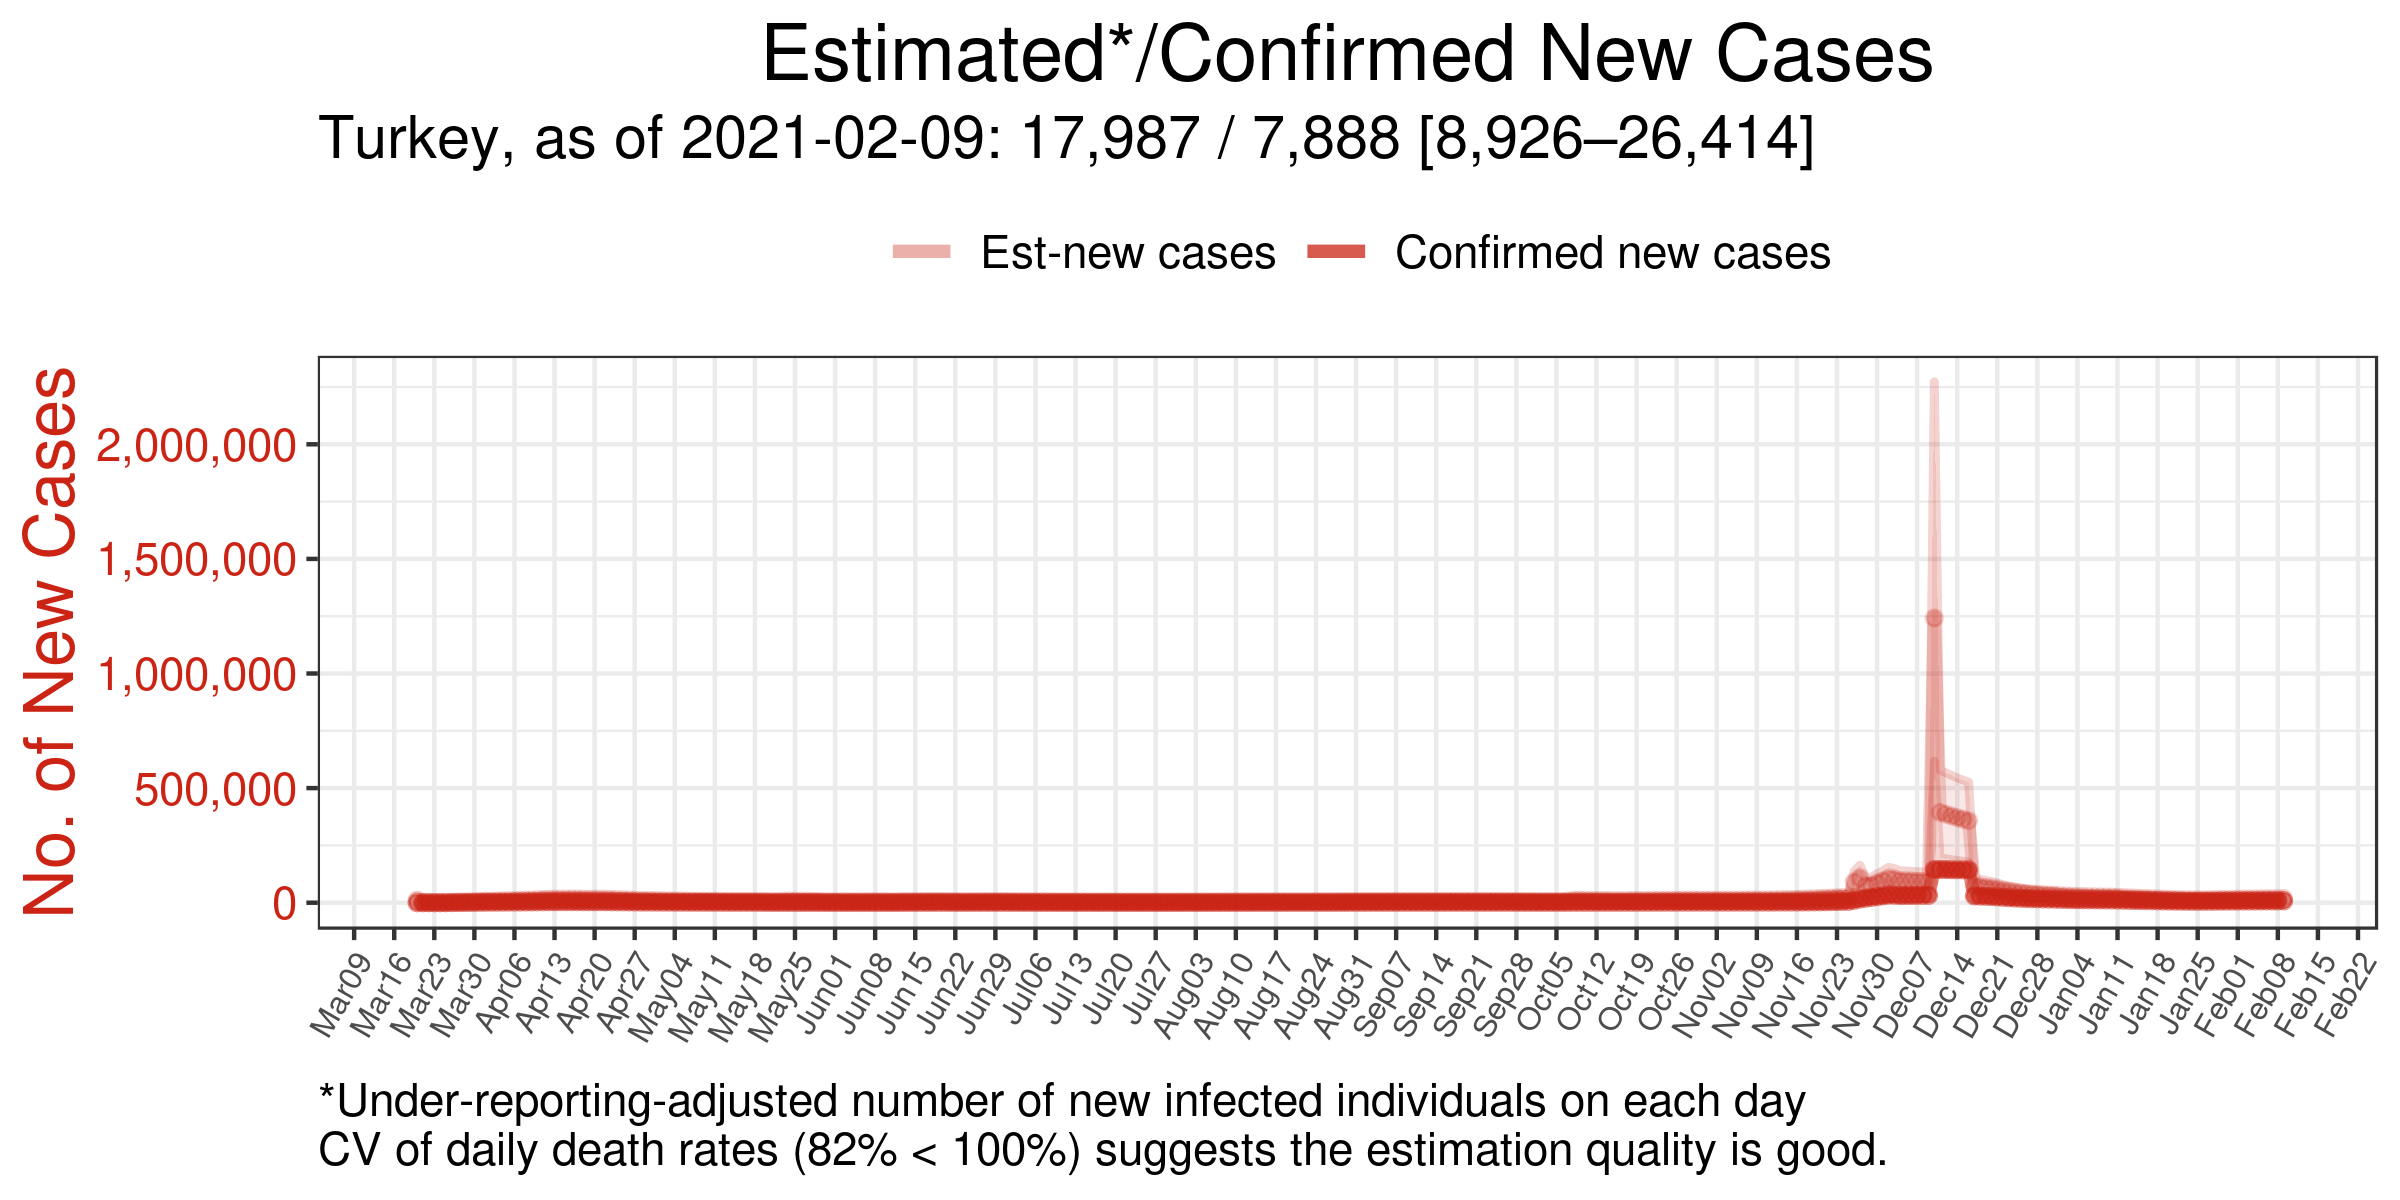 Estimated*/Confirmed New Cases
Turkey, as of 2021-02-09: 17,987 / 7,888 [8,926–26,414]
Est-new cases
Confirmed new cases
No. of New Cases
2,000,000
1,500,000
1,000,000
500,000
0
Mar09
Mar16
Mar23
Mar30
Apr06
Apr13
Apr20
Apr27
May04
May11
May18
May25
Jun01
Jun08
Jun15
Jun22
Jun29
Jul06
Jul13
Jul20
Jul27
Aug03
Aug10
Aug17
Aug24
Aug31
Sep07
Sep14
Sep21
Sep28
Oct05
Oct12
Oct19
Oct26
Nov02
Nov09
Nov16
Nov23
Nov30
Dec07
Dec14
Dec21
Dec28
Jan04
Jan11
Jan18
Jan25
Feb01
Feb08
Feb15
Feb22
*Under-reporting-adjusted number of new infected individuals on each day
CV of daily death rates (82% < 100%) suggests the estimation quality is good.